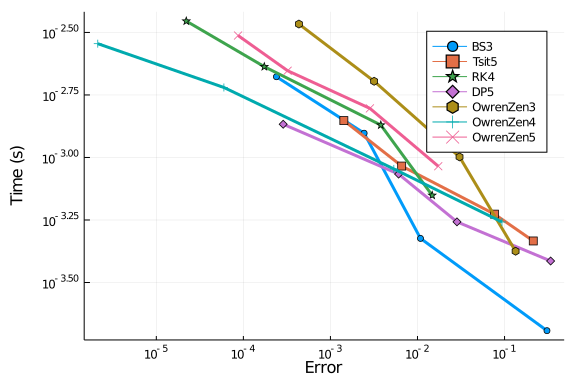 10^-2.50
10^-2.75
10^-3.00
10^-3.25
10^-3.50
Time (s)
BS3
Tsit5
RK4
DP5
OwrenZen3
OwrenZen4
OwrenZen5
10^-5 10^-4 10^-3 10^-2 10^-1
Error